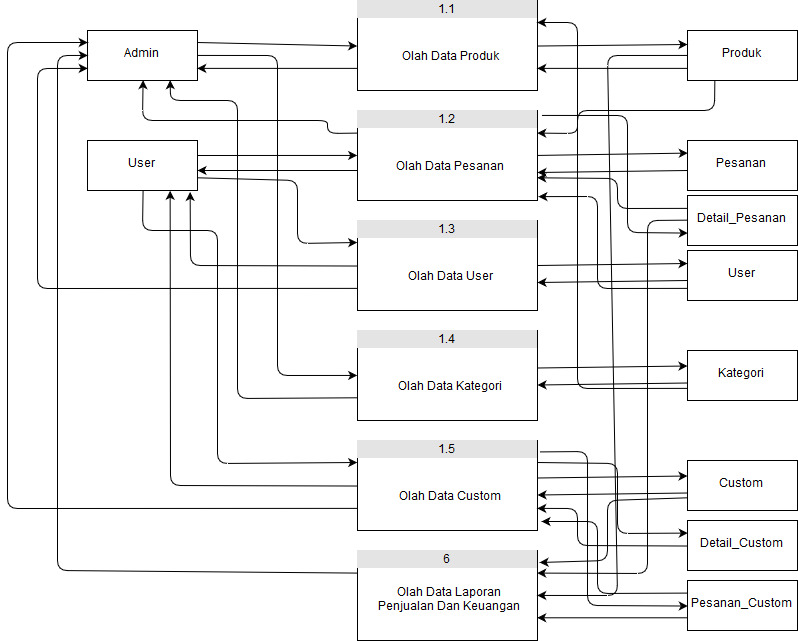 Admin
User
1.1
Olah Data Produk
1.2
Olah Data Pesanan
1.3
Olah Data User
1.4
Olah Data Kategori
1.5
Olah Data Custom
6
Olah Data Laporan
Penjualan Dan Keuangan
Produk
Pesanan
Detail_Pesanan
User
Kategori
Custom
Detail_Custom
Pesanan_Custom